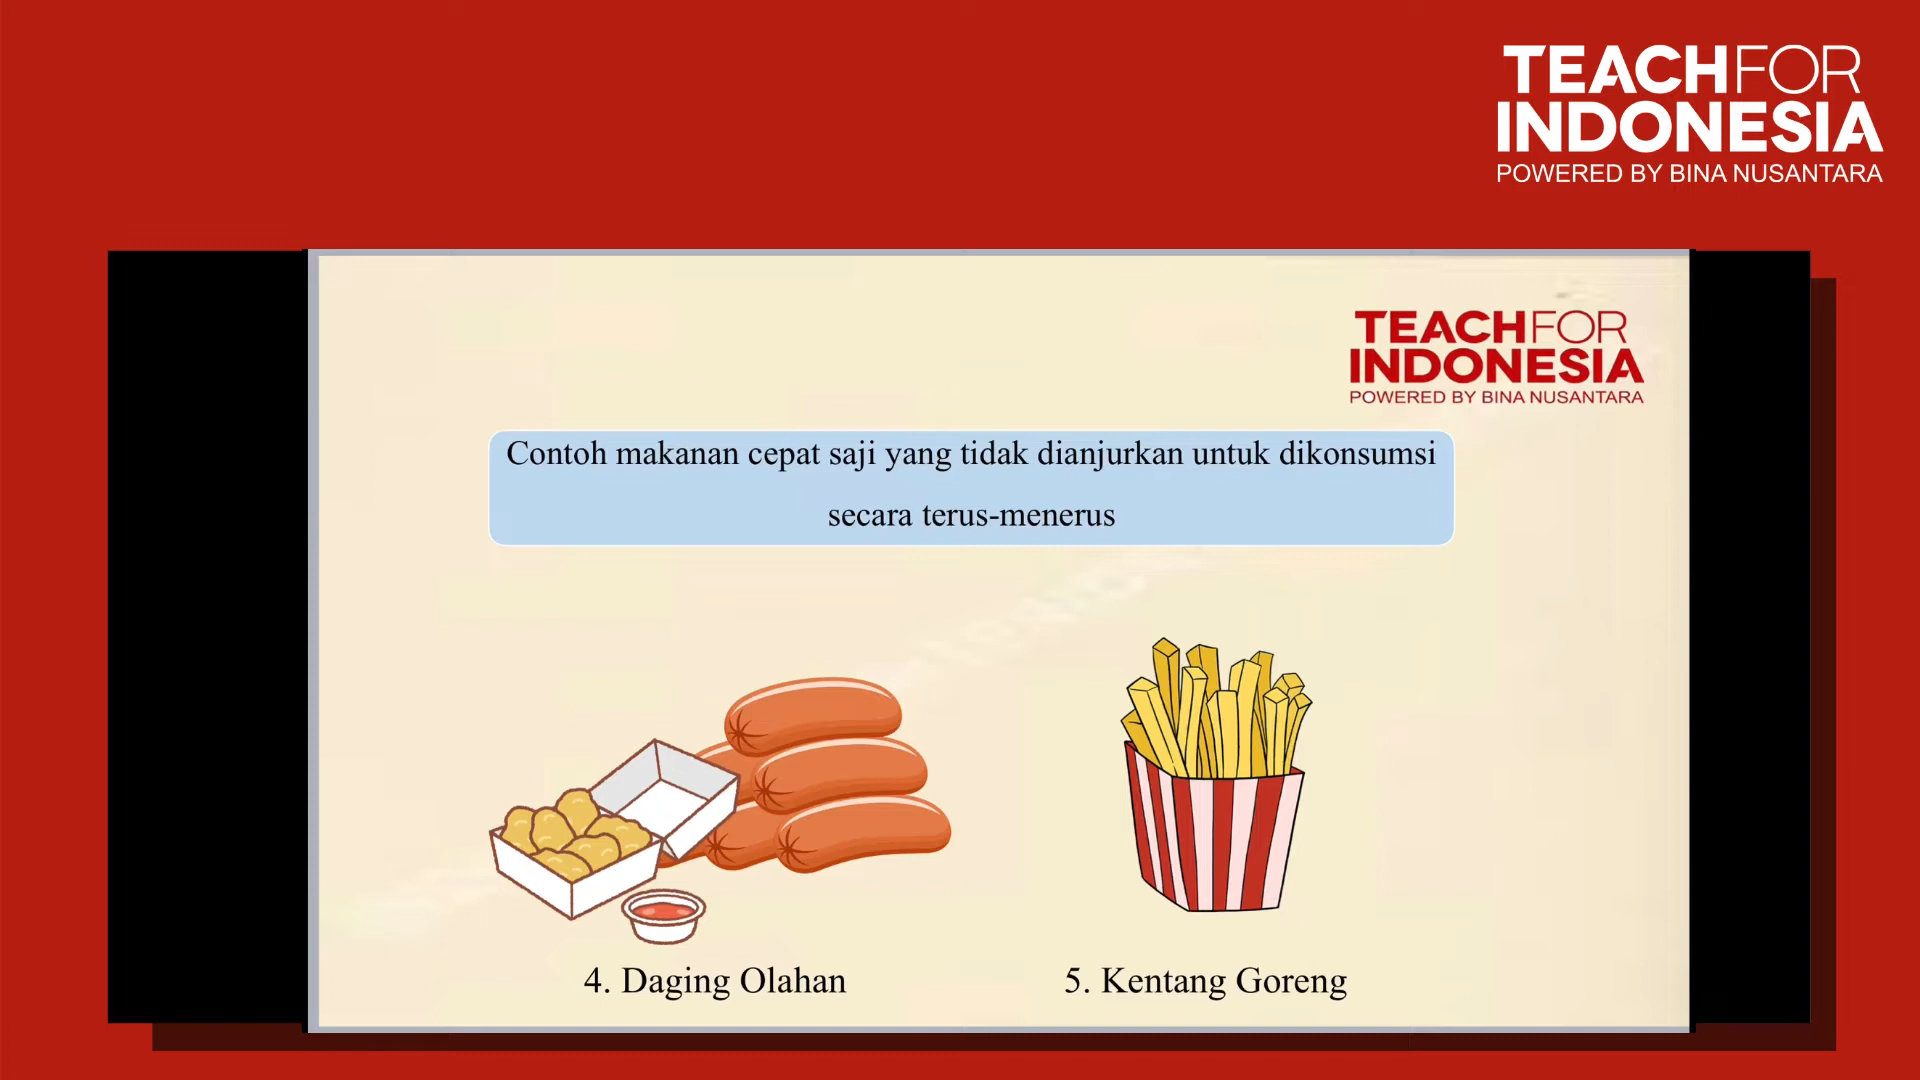 TEACHFOR
INDONESIA
POWERED BY BINA NUSANTARA
TEACHFOR
INDONESIA
POWERED BY BINA NUSANTARA
Contoh makanan cepat saji yang tidak dianjurkan untuk dikonsumsi
secara terus-menerus
4. Daging Olahan
5. Kentang Goreng